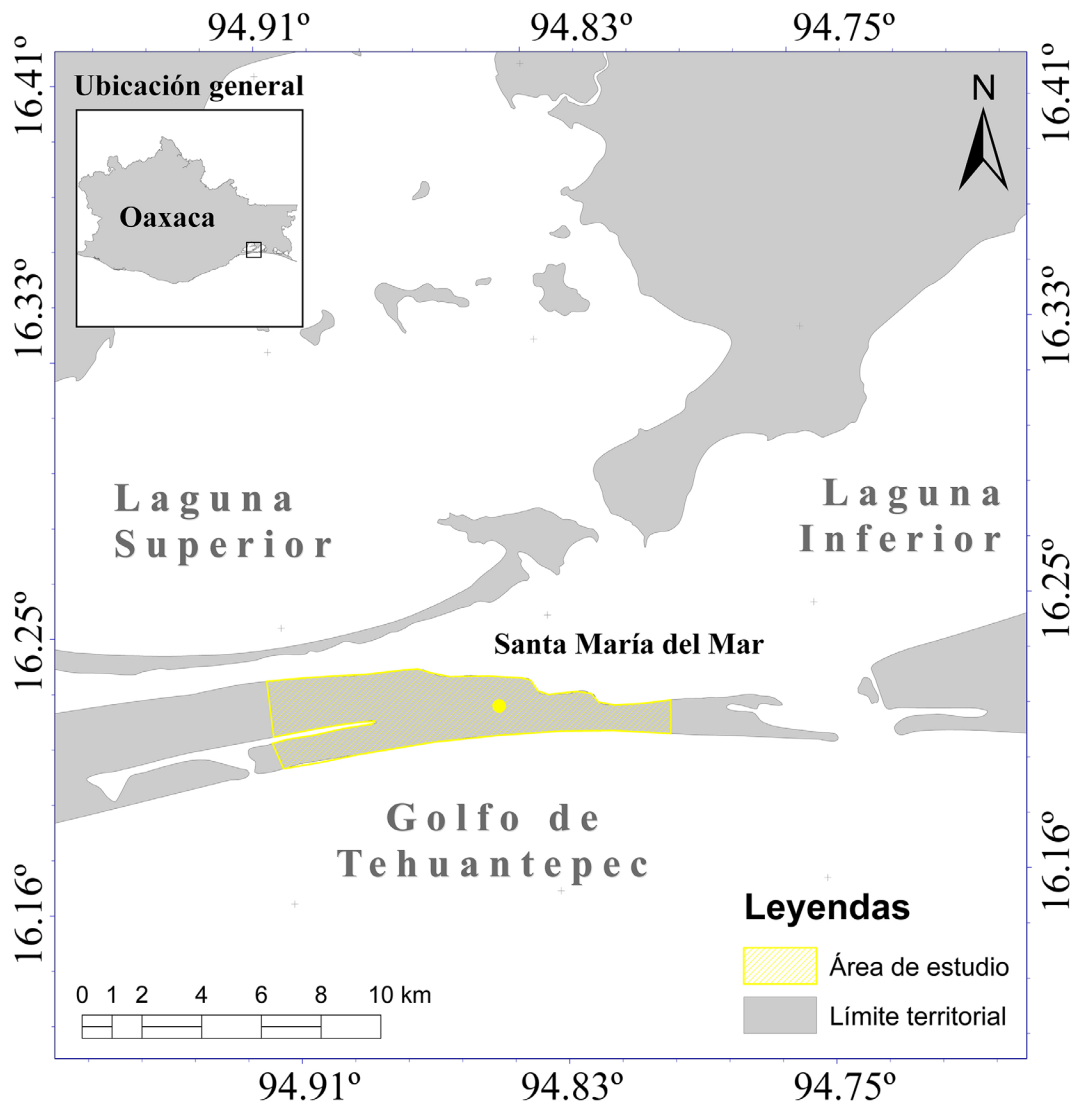 94.91º 94.83º 94.75º
16.41º
16.41º
Ubicación general
N
Oaxaca
16.33º
16.33º
Laguna
Superior
Laguna
Inferior
16.25º
16.25º
Santa María del Mar
Golfo de
Tehuantepec
16.16º
16.16º
Leyendas
Área de estudio
Límite territorial
0 1 2 4 6 8 10 km
94.91º 94.83º 94.75º